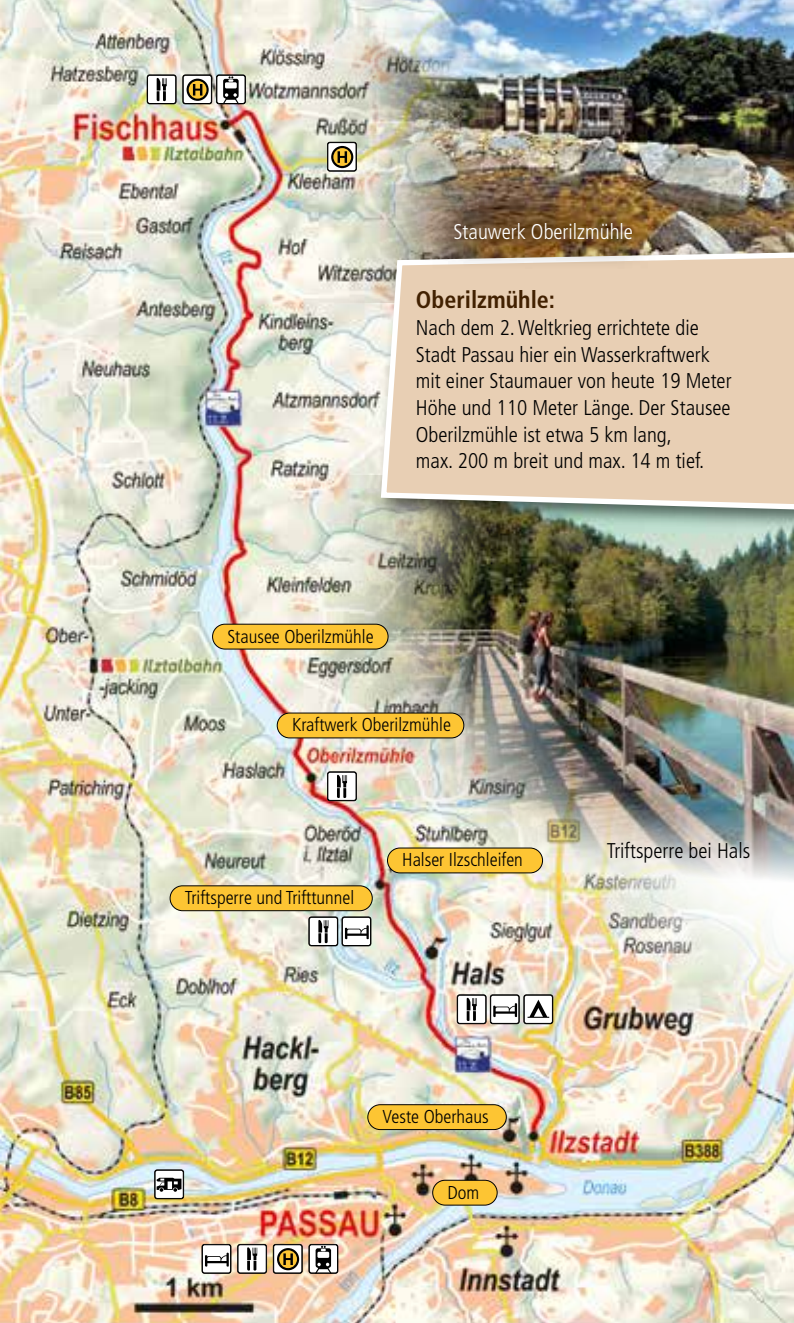 Attenberg
Klössing
Hötzdorf
Hatzesberg
Wotzmannsdorf
H
Fischhaus
Rußöd
Ilztalbahn
H
Kleeham
Ebental
Gastorf
Stauwerk Oberilzmühle
Reisach
Ilz
Hof
Witzersdo
Oberilzmühle:
Nach dem 2. Weltkrieg errichtete die
Stadt Passau hier ein Wasserkraftwerk
mit einer Staumauer von heute 19 Meter
Höhe und 110 Meter Länge. Der Stausee
Oberilzmühle ist etwa 5 km lang,
max. 200 m breit und max. 14 m tief.
Antesberg
Kindleins-
berg
Neuhaus
Atzmannsdorf
Ratzing
Schlott
Leitzing
Schmidöd
Kleinfelden
Ober-
Stausee Oberilzmühle
Ilztalbahn
Eggersdorf
-jacking
Unter-
Limbach
Moos
Kraftwerk Oberilzmühle
Oberilzmühle
Haslach
Patriching
Kinsing
Oberöd
i. Ilztal
Stuhlberg
B12
Triftsperre bei Hals
Neureut
Halser Ilzschleifen
Kastenreuth
Triftsperre und Trifttunnel
Dietzing
Sieglgut
Sandberg
Rosenau
Ilz
Ries
Hals
Doblhof
Eck
Grubweg
Hackl-
berg
B85
Veste Oberhaus
Ilzstadt
B388
B12
Dom
Donau
B8
PASSAU
H
Innstadt
1 km